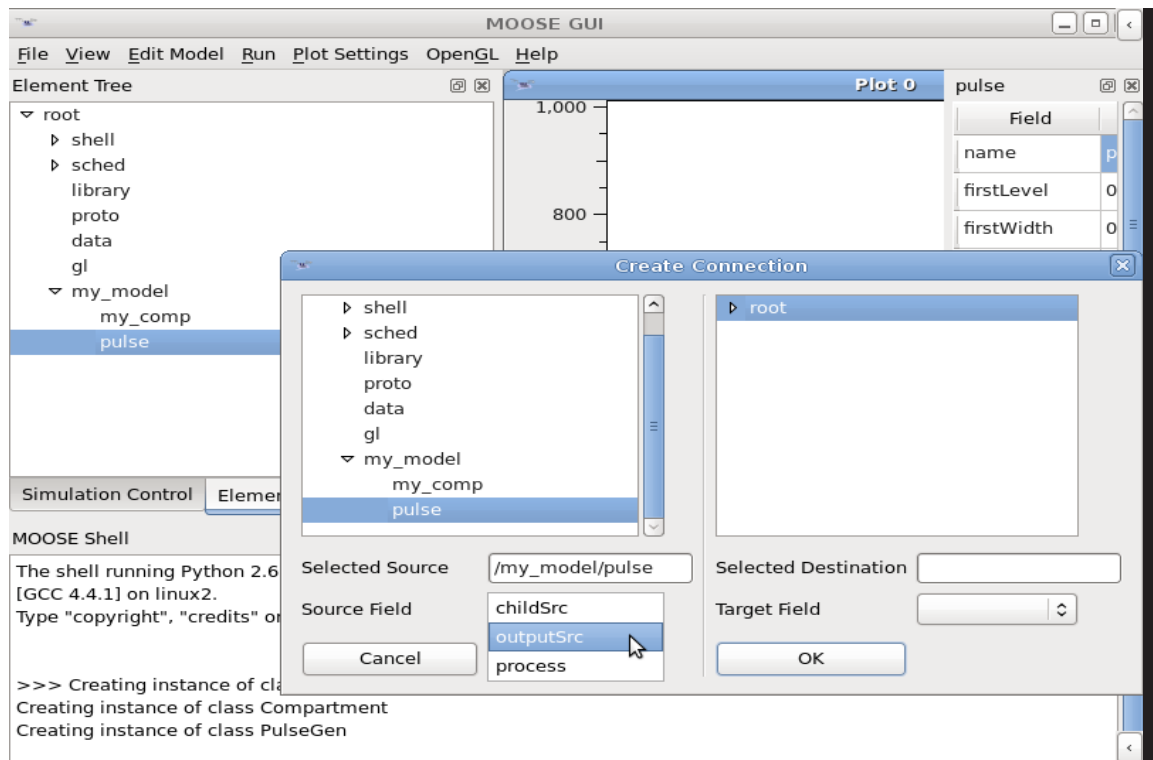 MOOSE GUI
File View Edit Model Run Plot Settings OpenGL Help
Element Tree
root
shell
sched
library
proto
data
gl
my_model
my_comp
pulse
Plot 0
1,000
800
pulse
Field
name
p
firstLevel
0
firstWidth
0
Create Connection
shell
sched
library
proto
data
gl
my_model
my_comp
pulse
root
Selected Source
/my_model/pulse
Selected Destination
Source Field
childSrc
outputSrc
process
Target Field
Cancel
OK
Simulation Control
Elemen
MOOSE Shell
The shell running Python 2.6
[GCC 4.4.1] on linux2.
Type "copyright", "credits" or
>>> Creating instance of cla
Creating instance of class Compartment
Creating instance of class PulseGen